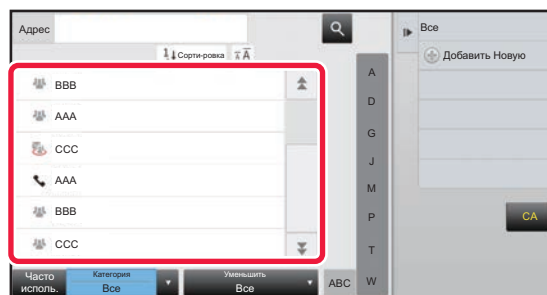 Адрес
Все
1 Сорти-ровка A A
Добавить Новую
BBB
AAA
CCC
AAA
BBB
CCC
A
D
G
J
M
P
T
W
CA
Часто
исполь.
Категория
Все
Уменьшить
Все
ABC